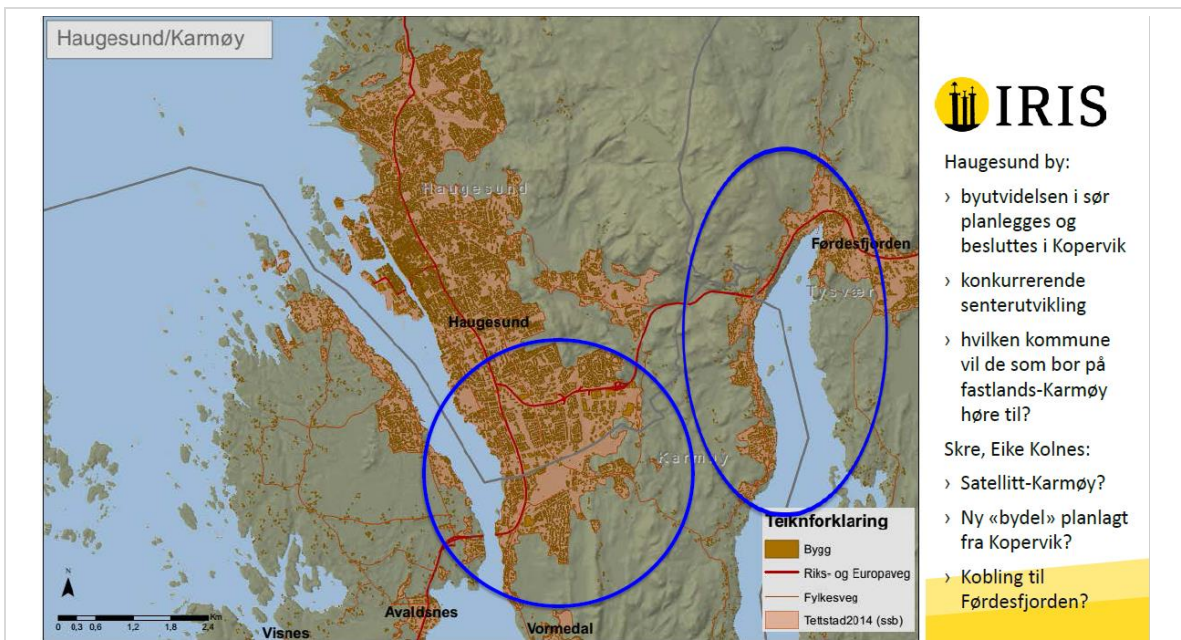 Haugesund/Karmøy
Haugesund
Førdesfjorden
Tysvær
Haugesund
Karmøy
Avaldsnes
Visnes
Vormedal
N
Km
0 0,3 0,6 1,2 1,8 2,4
Teiknforklaring
Bygg
Riks- og Europaveg
Fylkesveg
Tettstad2014 (ssb)
IRIS
Haugesund by:
› byutvidelsen i sør
planlegges og
besluttes i Kopervik
› konkurrerende
senterutvikling
› hvilken kommune
vil de som bor på
fastlands-Karmøy
høre til?
Skre, Eike Kolnes:
› Satellitt-Karmøy?
› Ny «bydel» planlagt
fra Kopervik?
› Kobling til
Førdesfjorden?